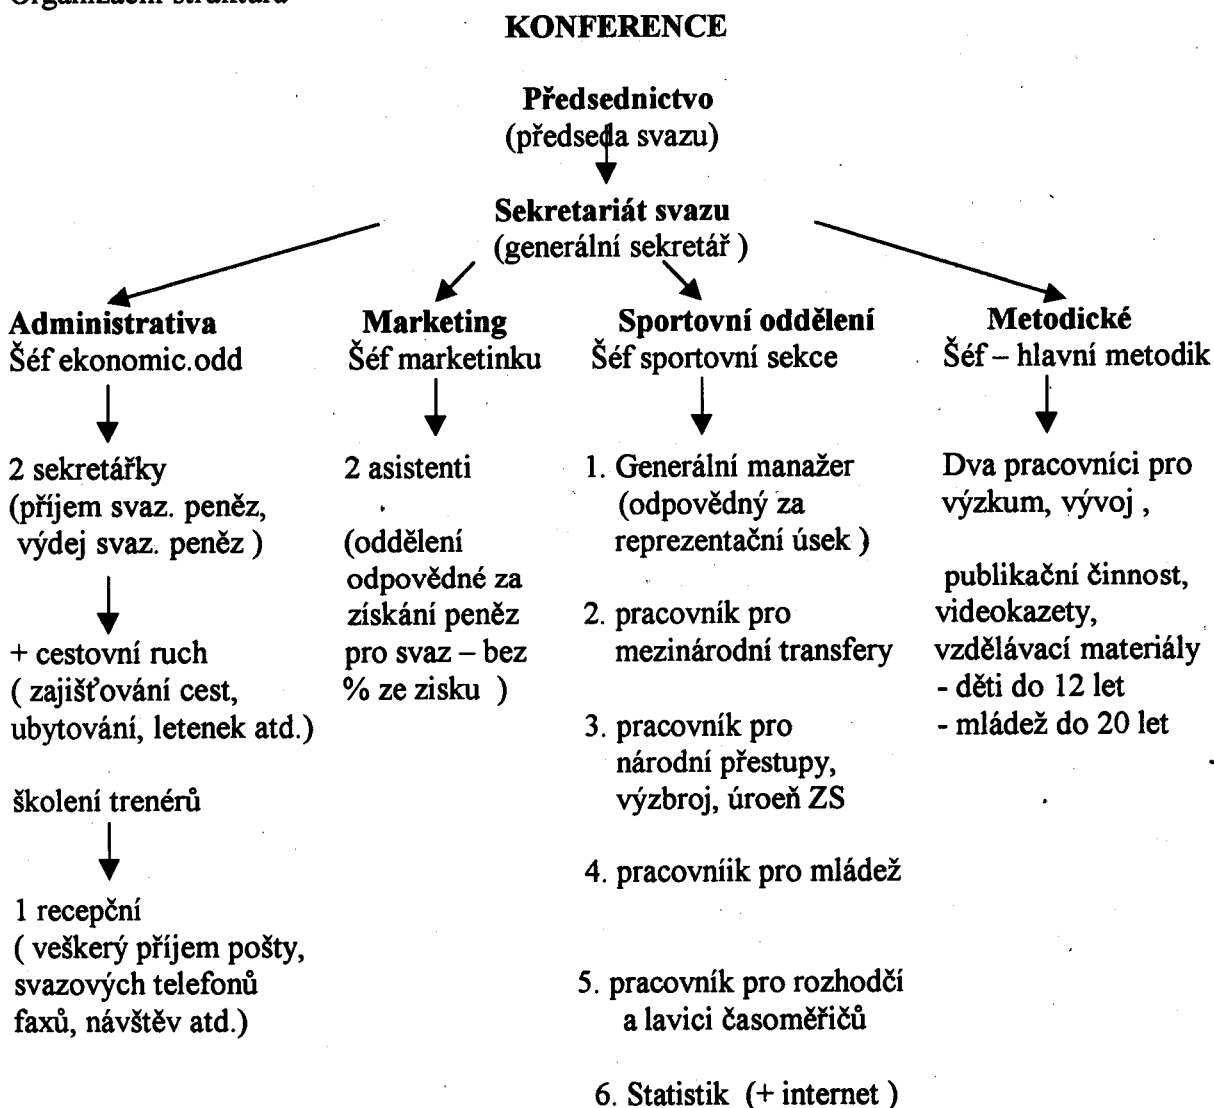 Organizační struktura
KONFERENCE
Předsednictvo
(předseda svazu)
Sekretariát svazu
(generální sekretář )
Administrativa
Šéf ekonomic.odd
2 sekretářky
(příjem svaz. peněz,
výdej svaz. peněz )
+ cestovní ruch
( zajišťování cest,
ubytování, letenek atd.)
školení trenérů
1 recepční
( veškerý příjem pošty,
svazových telefonů
faxů, návštěv atd.)
Marketing
Šéf marketinku
2 asistenti
(oddělení
odpovědné za
získání peněz
pro svaz – bez
% ze zisku )
Sportovní oddělení
Šéf sportovní sekce
1. Generální manažer
(odpovědný za
reprezentační úsek )
2. pracovník pro
mezinárodní transfery
3. pracovník pro
národní přestupy,
výzbroj, úroeň ZS
4. pracovníik pro mládež
5. pracovník pro rozhodčí
a lavici časoměřičů
6. Statistik (+ internet )
Metodické
Šéf – hlavní metodik
Dva pracovníci pro
výzkum, vývoj ,
publikační činnost,
videokazety,
vzdělávací materiály
- děti do 12 let
- mládež do 20 let